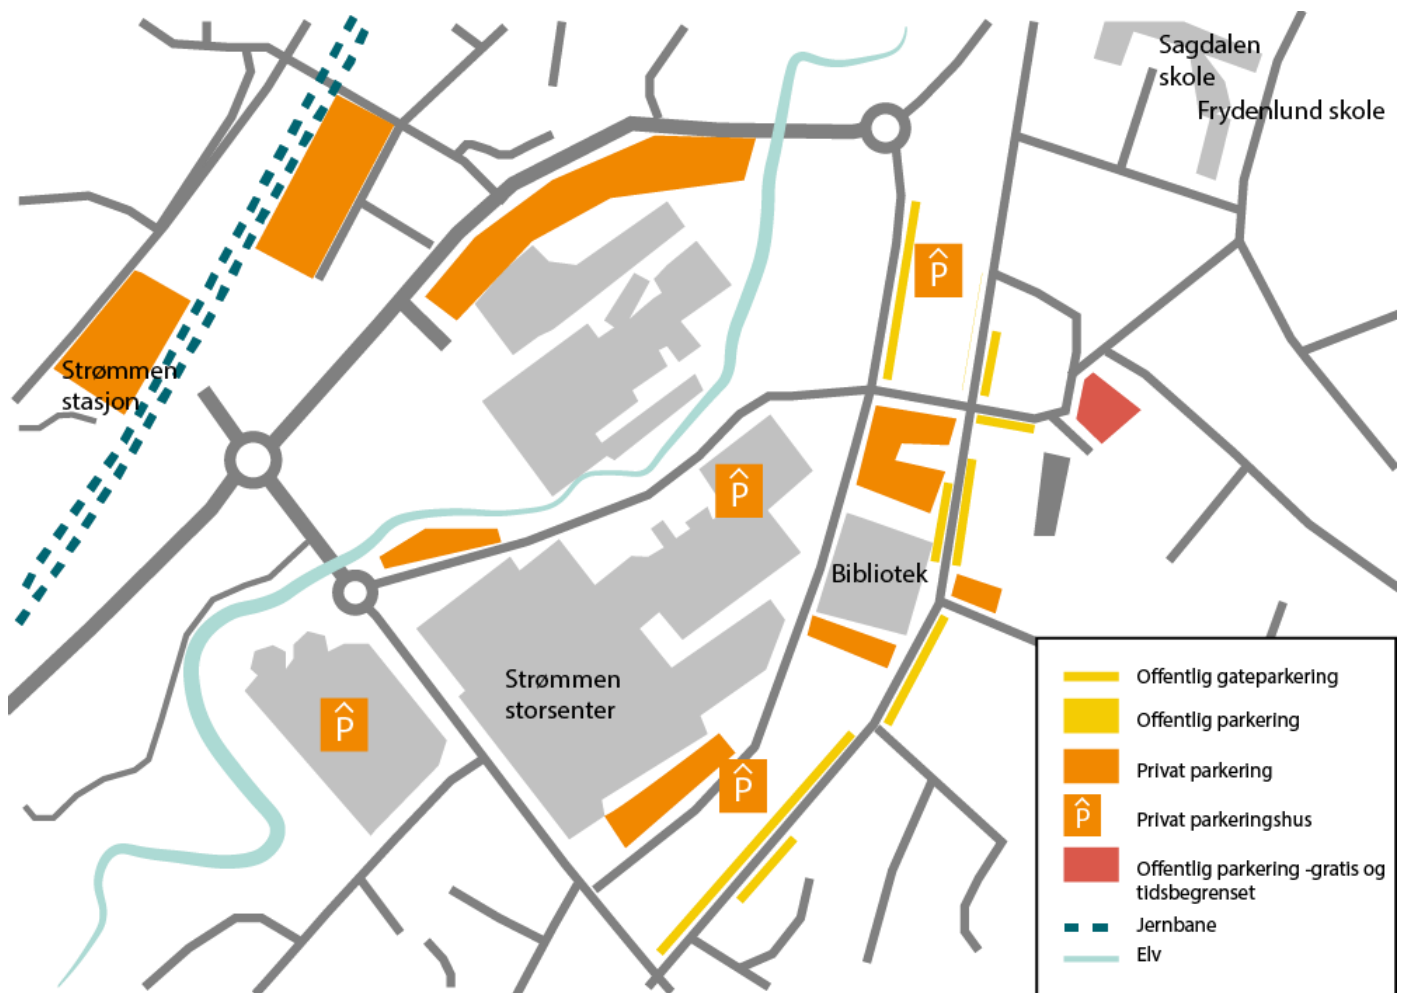 Sagdalen
skole
Frydenlund skole
P
Strømmen
stasjon
P
Bibliotek
Strømmen
storsenter
P
P
Offentlig gateparkering
Offentlig parkering
Privat parkering
P
Privat parkeringshus
Offentlig parkering -gratis og
tidsbegrenset
Jernbane
Elv